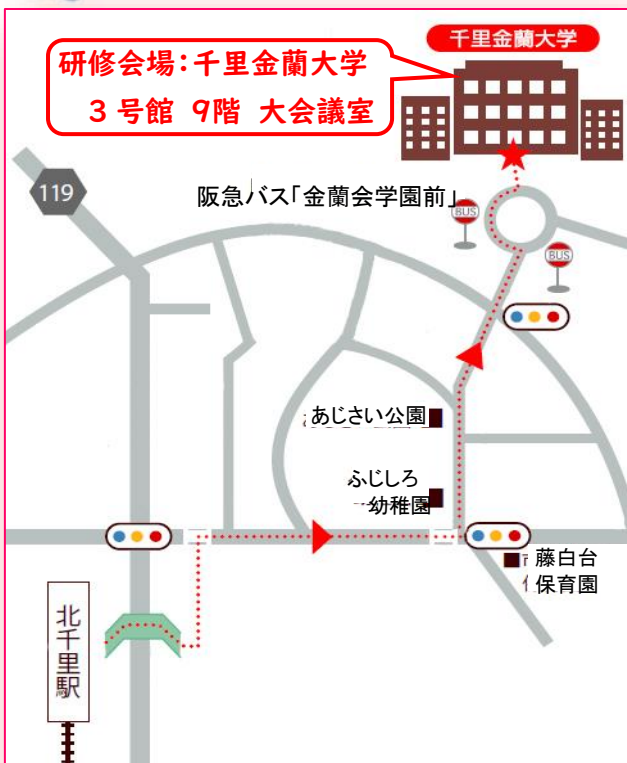 千里金蘭大学
研修会場:千里金蘭大学
3号館 9階 大会議室
119
阪急バス「金蘭会学園前」
BUS
BUS
あじさい公園
ふじしろ
幼稚園
藤白台
保育園
北千里駅